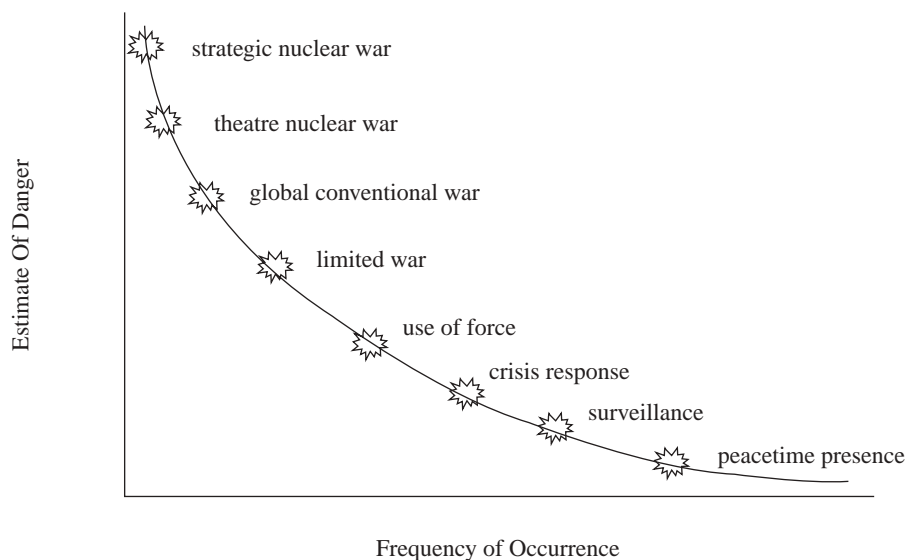 strategic nuclear war
theatre nuclear war
global conventional war
limited war
use of force
crisis response
surveillance
peacetime presence
Estimate Of Danger
Frequency of Occurrence